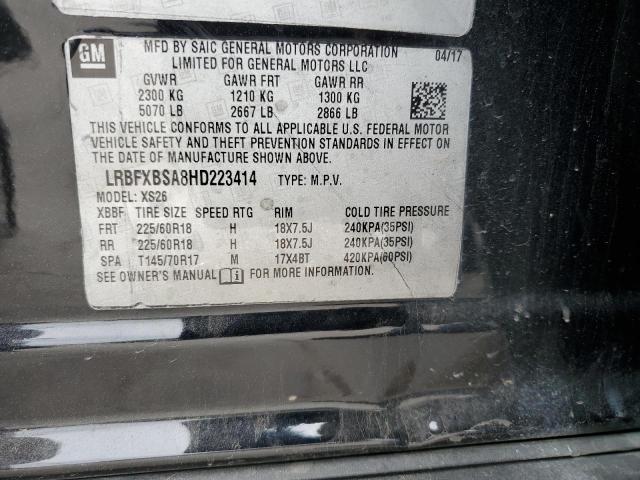 GM
MFD BY SAIC GENERAL MOTORS CORPORATION 04/17
LIMITED FOR GENERAL MOTORS LLC
GVWR GAWR FRT GAWR RR
2300 KG 1210 KG 1300 KG
5070 LB 2667 LB 2866 LB
THIS VEHICLE CONFORMS TO ALL APPLICABLE U.S. FEDERAL MOTOR
VEHICLE SAFETY AND THEFT PREVENTION STANDARDS IN EFFECT ON
THE DATE OF MANUFACTURE SHOWN ABOVE.
LRBFXBSA8HD223414 TYPE: M.P.V.
MODEL: XS26
XBBF TIRE SIZE SPEED RTG RIM COLD TIRE PRESSURE
FRT 225/60R18 H 18X7.5J 240KPA(35PSI)
RR 225/60R18 H 18X7.5J 240KPA(35PSI)
SPA T145/70R17 M 17X4BT 420KPA(60PSI)
SEE OWNER'S MANUAL FOR MORE INFORMATION.